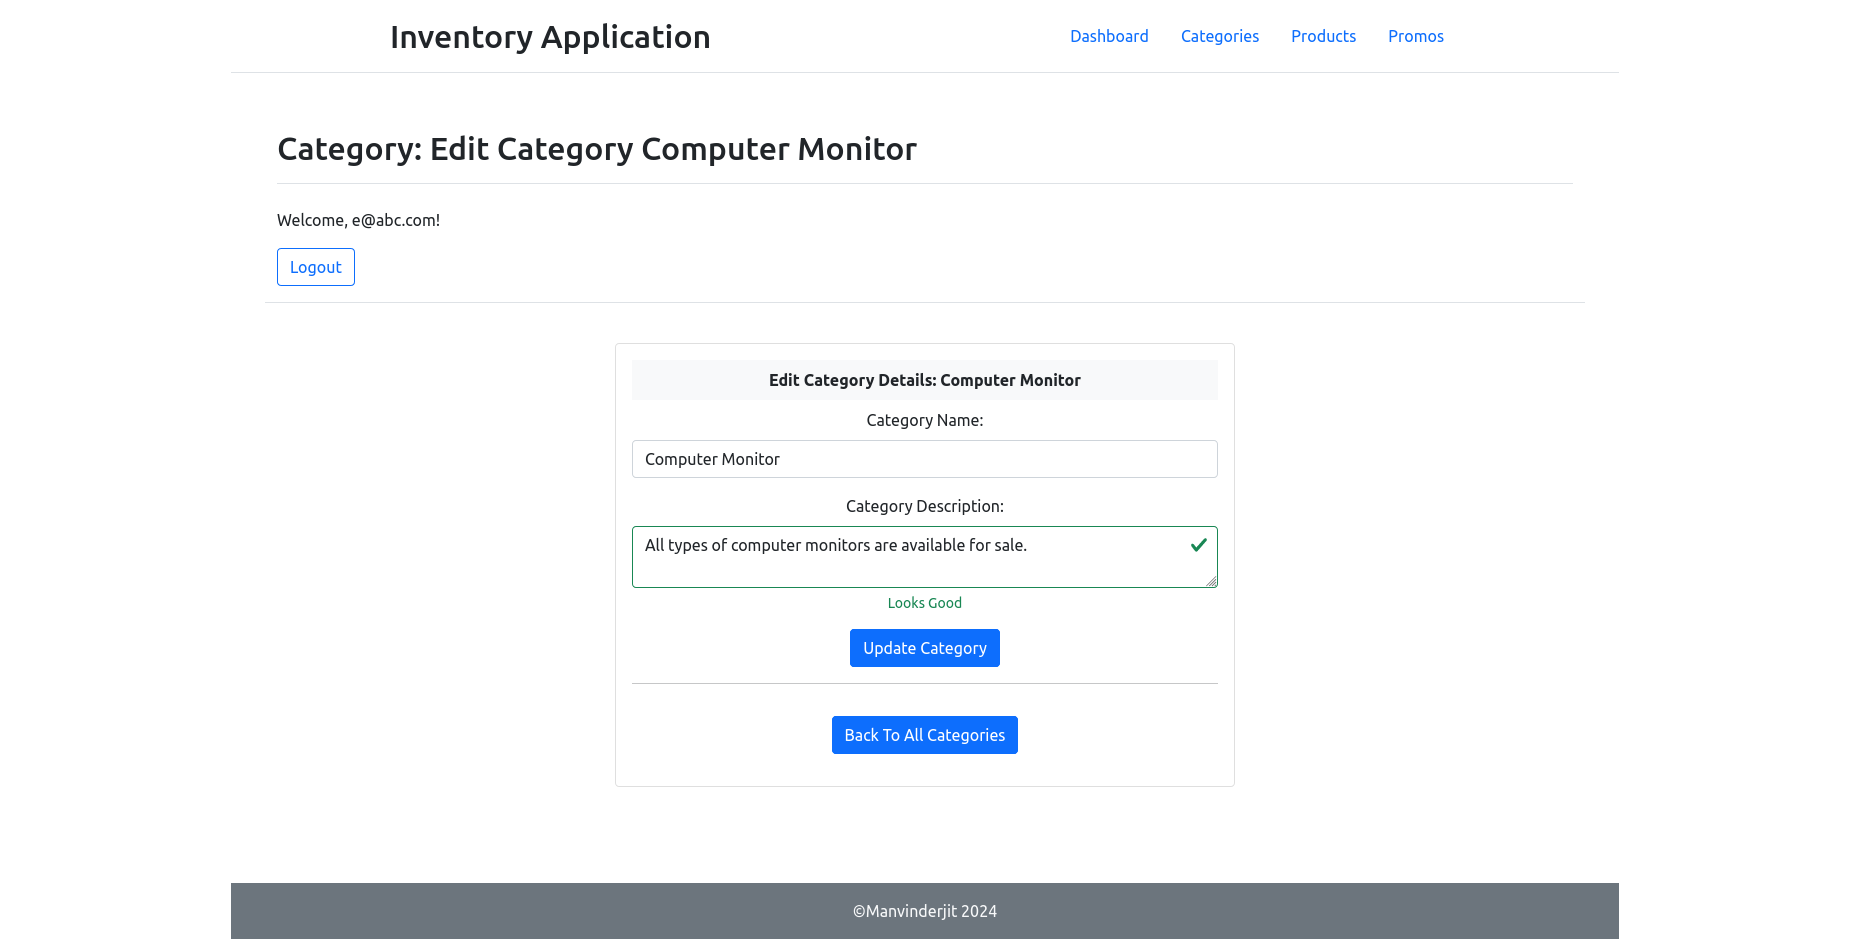 Inventory Application
Dashboard Categories Products Promos
Category: Edit Category Computer Monitor
Welcome, e@abc.com!
Logout
Edit Category Details: Computer Monitor
Category Name:
Computer Monitor
Category Description:
All types of computer monitors are available for sale.
Looks Good
Update Category
Back To All Categories
©Manvinderjit 2024